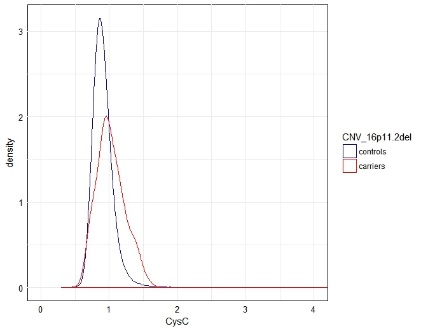 3
2
1
0
density
0 1 2 3 4
CysC
CNV_16p11.2del
controls
carriers